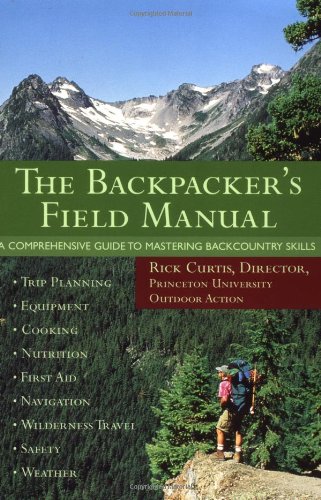 THE BACKPACKER'S
FIELD MANUAL
A COMPREHENSIVE GUIDE TO MASTERING BACKCOUNTRY SKILLS
RICK CURTIS, DIRECTOR,
PRINCETON UNIVERSITY
OUTDOOR ACTION
• TRIP PLANNING
• EQUIPMENT
• COOKING
• NUTRITION
• FIRST AID
• NAVIGATION
• WILDERNESS TRAVEL
• SAFETY
• WEATHER